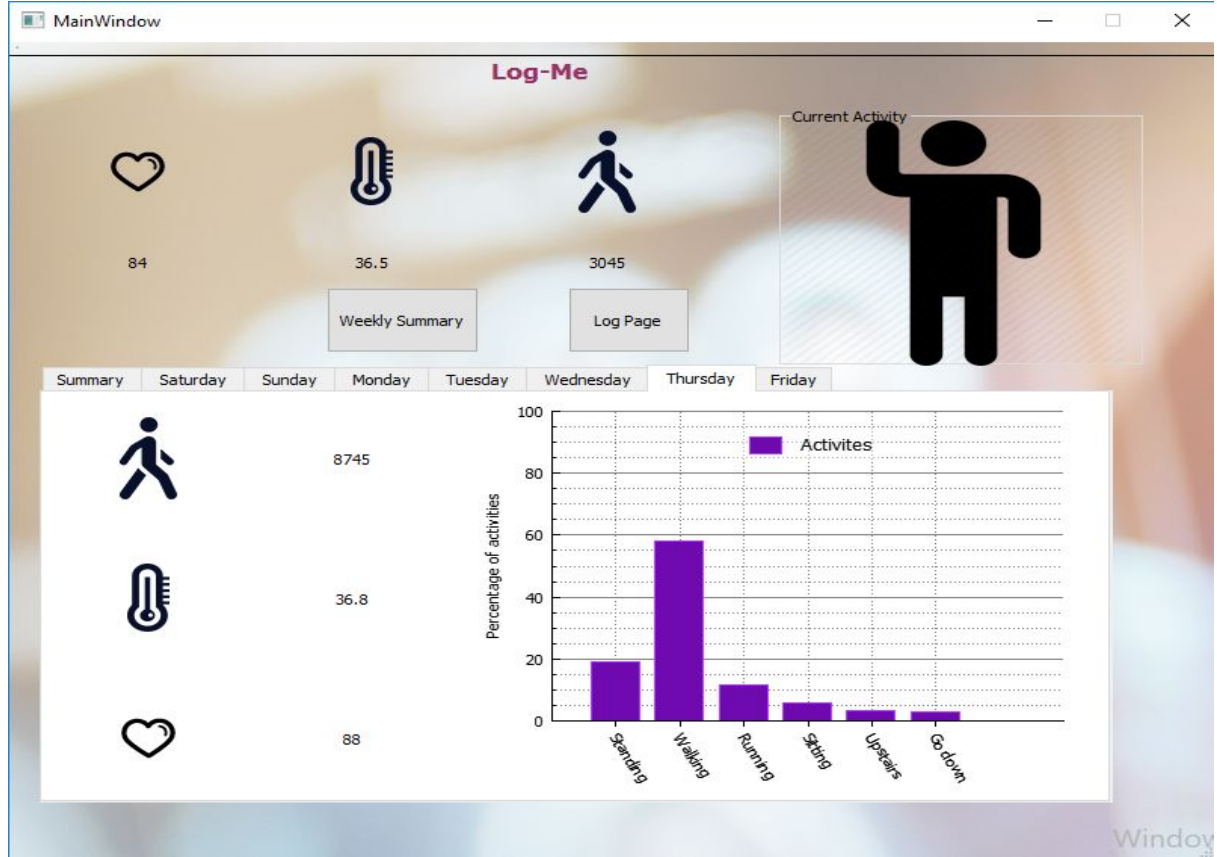 MainWindow
Log-Me
Current Activity
84 36.5 3045
Weekly Summary Log Page
Summary Saturday Sunday Monday Tuesday Wednesday Thursday Friday
8745
36.8
88
Percentage of activities
100
80
60
40
20
0
Activites
Standing Walking Running Sitting Upstairs Go down
Window